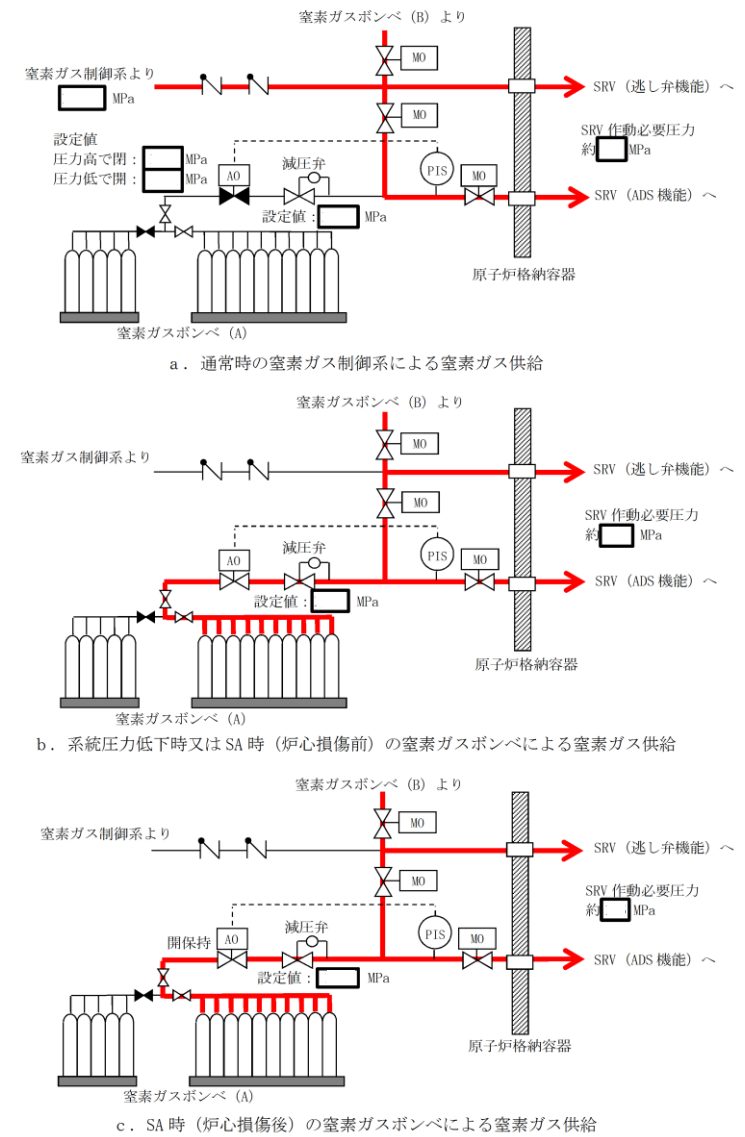 窒素ガスボンベ (B) より
MO
窒素ガス制御系より
MPa
SRV (逃し弁機能) へ
MO
設定値
圧力高で閉：MPa
圧力低で開：MPa
SRV 作動必要圧力
約 MPa
減圧弁
AO
PIS
MO
SRV (ADS 機能) へ
設定値：MPa
原子炉格納容器
窒素ガスボンベ (A)
a. 通常時の窒素ガス制御系による窒素ガス供給
窒素ガスボンベ (B) より
MO
窒素ガス制御系より
SRV (逃し弁機能) へ
MO
SRV 作動必要圧力
約 MPa
減圧弁
AO
PIS
MO
SRV (ADS 機能) へ
設定値：MPa
原子炉格納容器
窒素ガスボンベ (A)
b. 系統圧力低下時又は SA 時（炉心損傷前）の窒素ガスボンベによる窒素ガス供給
窒素ガスボンベ (B) より
MO
窒素ガス制御系より
SRV (逃し弁機能) へ
MO
SRV 作動必要圧力
約 MPa
減圧弁
開保持
AO
PIS
MO
SRV (ADS 機能) へ
設定値：MPa
原子炉格納容器
窒素ガスボンベ (A)
c. SA 時（炉心損傷後）の窒素ガスボンベによる窒素ガス供給